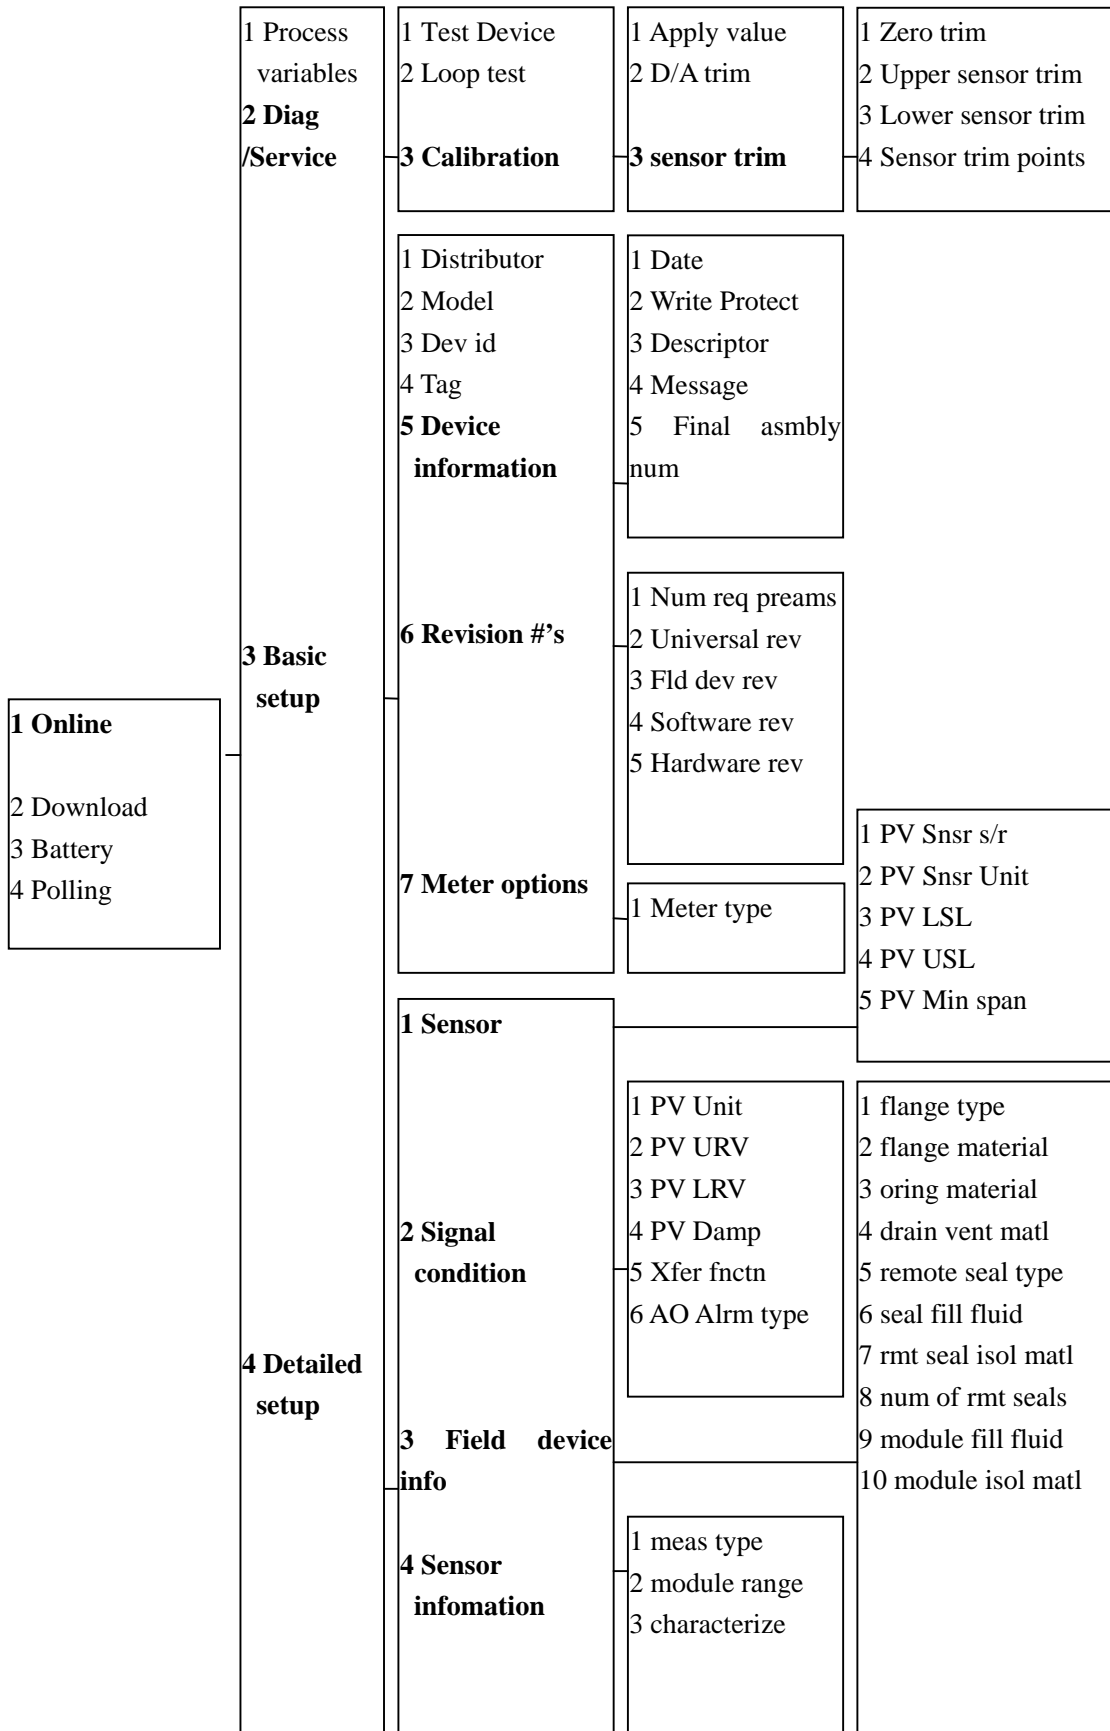 1 Online
2 Download
3 Battery
4 Polling
1 Process
variables
2 Diag
/Service
3 Basic
setup
4 Detailed
setup
1 Test Device
2 Loop test
3 Calibration
1 Apply value
2 D/A trim
3 sensor trim
1 Zero trim
2 Upper sensor trim
3 Lower sensor trim
4 Sensor trim points
1 Distributor
2 Model
3 Dev id
4 Tag
5 Device
information
6 Revision #’s
7 Meter options
1 Date
2 Write Protect
3 Descriptor
4 Message
5 Final asmbly
num
1 Num req preams
2 Universal rev
3 Fld dev rev
4 Software rev
5 Hardware rev
1 Meter type
1 Sensor
2 Signal
condition
3 Field device
info
4 Sensor
infomation
1 PV Snsr s/r
2 PV Snsr Unit
3 PV LSL
4 PV USL
5 PV Min span
1 PV Unit
2 PV URV
3 PV LRV
4 PV Damp
5 Xfer fnctn
6 AO Alrm type
1 flange type
2 flange material
3 oring material
4 drain vent matl
5 remote seal type
6 seal fill fluid
7 rmt seal isol matl
8 num of rmt seals
9 module fill fluid
10 module isol matl
1 meas type
2 module range
3 characterize